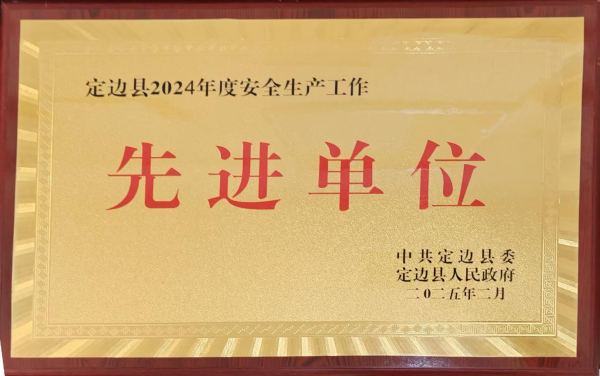 定边县2024年度安全生产工作
先进单位
中共定边县委
定边县人民政府
二0二五年二月